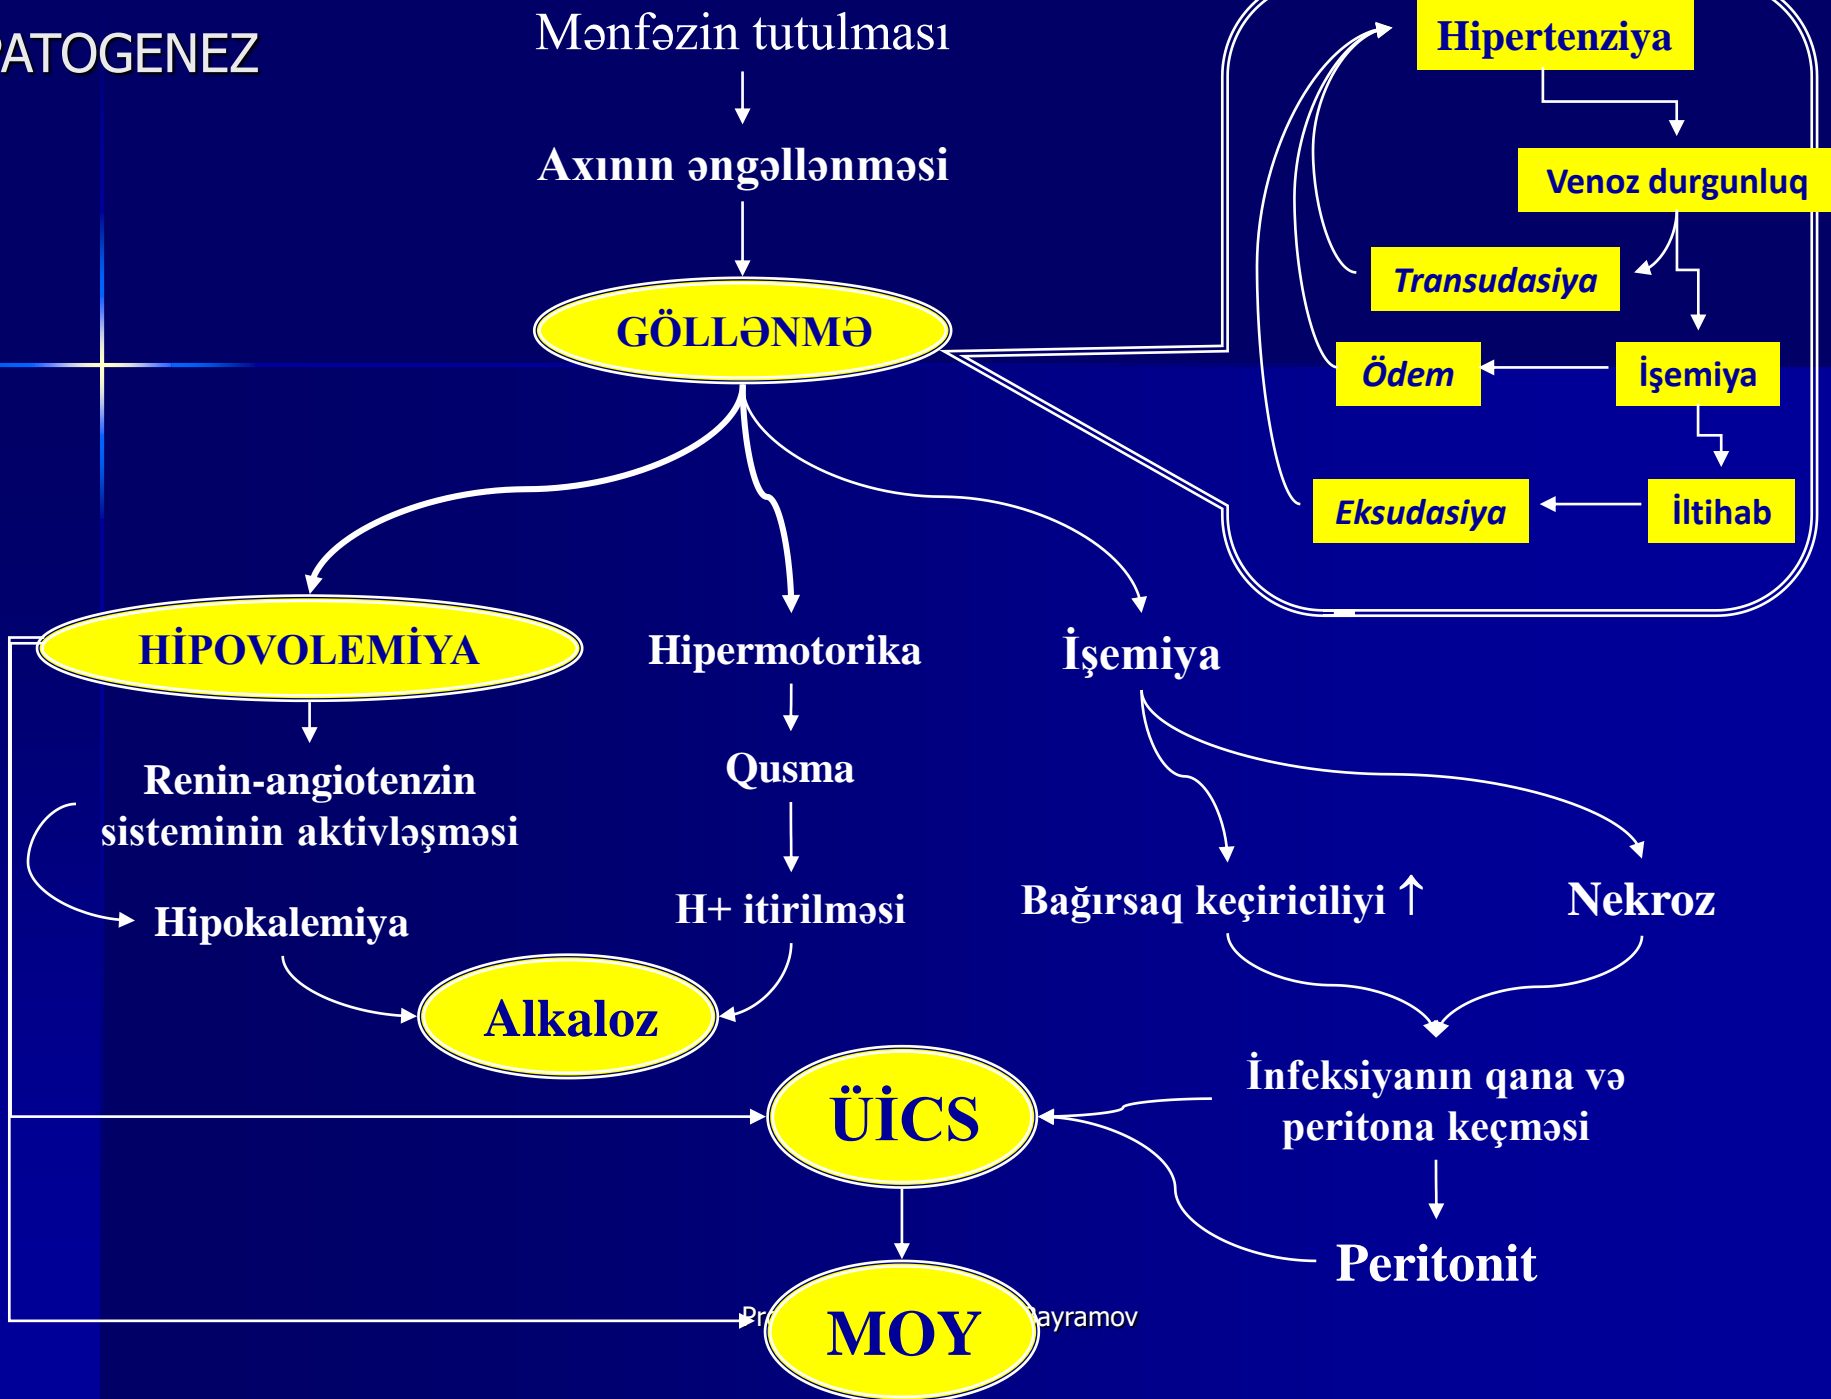 PATOGENEZ
Mənfəzin tutulması
Axının əngəllənməsi
GÖLLƏNMƏ
Hipertenziya
Venoz durgunluq
Transudasiya
Ödem
İşemiya
Eksudasiya
İltihab
HİPOVOLEMİYA
Hipermotorika
İşemiya
Renin-angiotenzin
sisteminin aktivləşməsi
Qusma
Hipokalemiya
H+ itirilməsi
Bağırsaq keçiriciliyi ↑
Nekroz
Alkaloz
ÜİCS
İnfeksiyanın qana və
peritona keçməsi
Peritonit
MOY